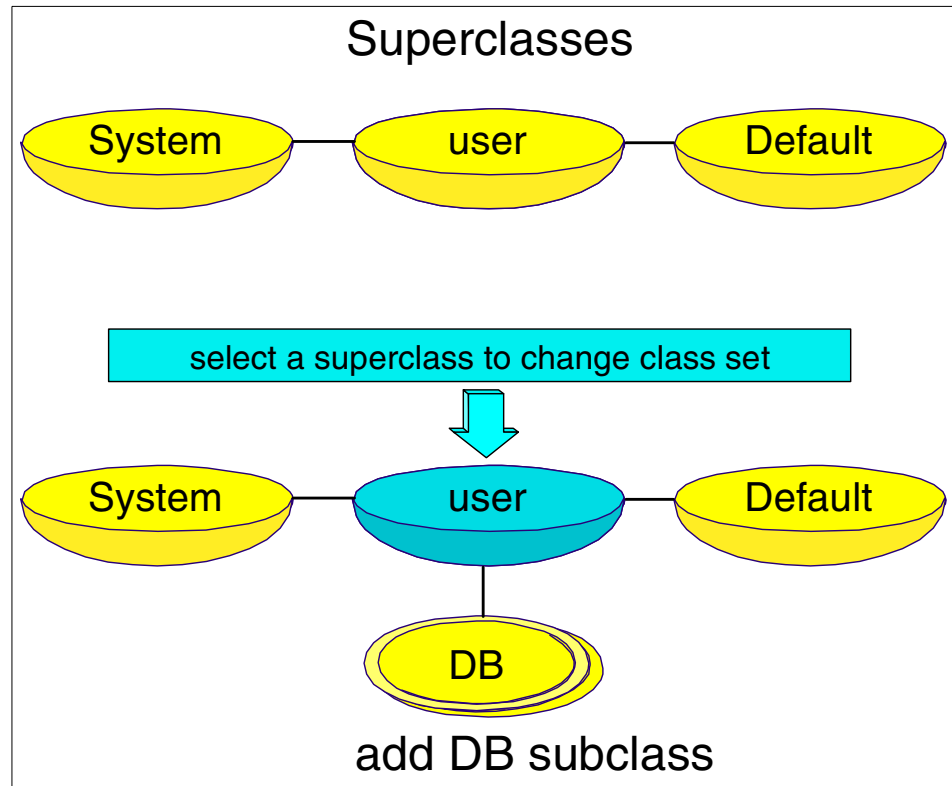 Superclasses
System user Default
select a superclass to change class set
System user Default
DB
add DB subclass